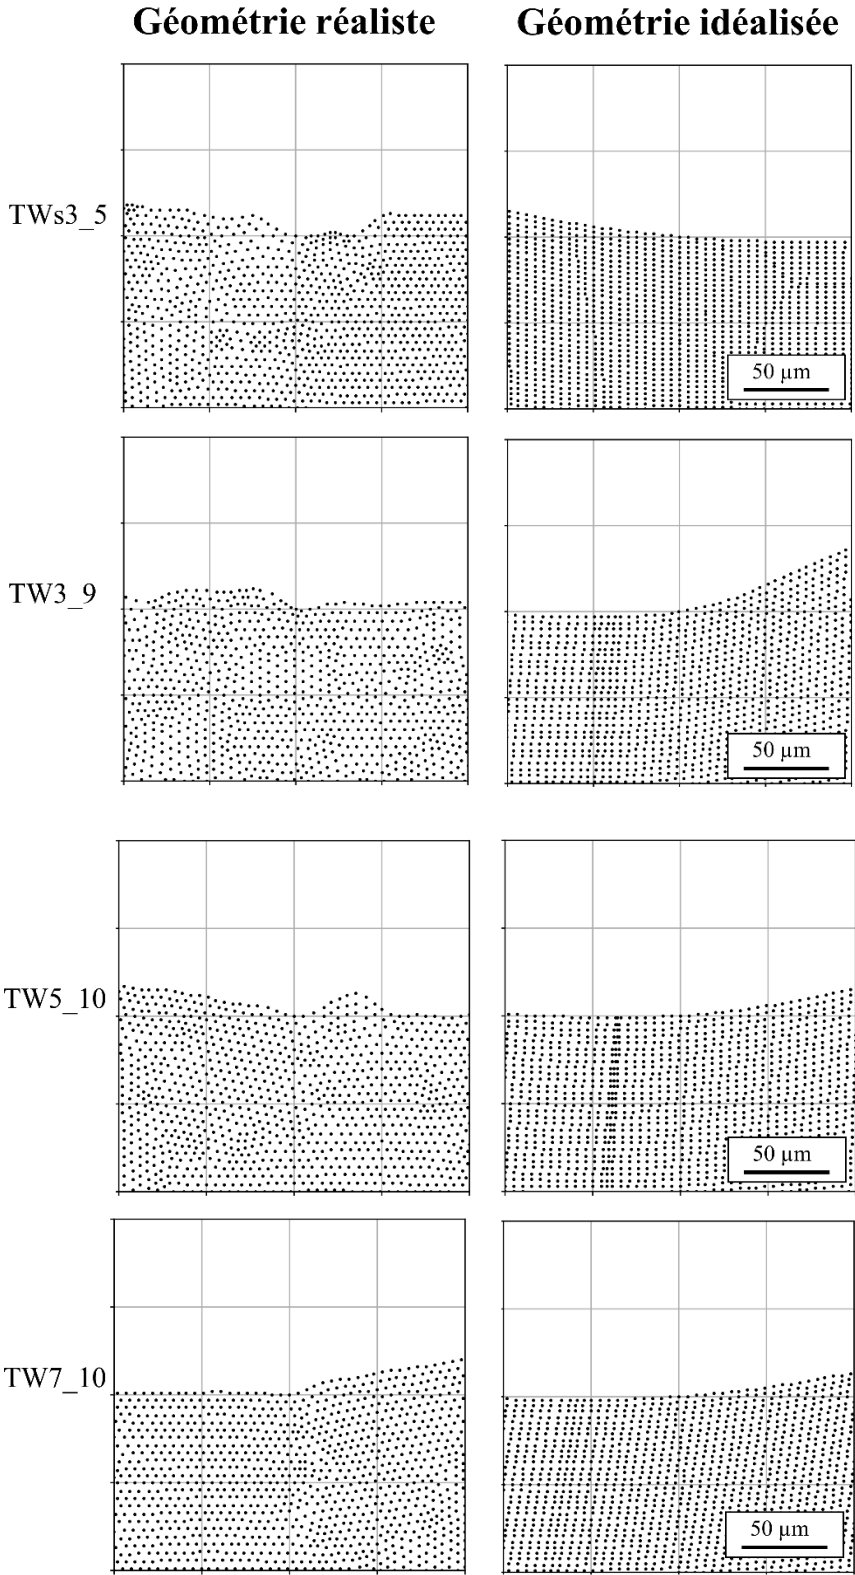 Géométrie réaliste
Géométrie idéalisée
TWs3_5
50 µm
TW3_9
50 µm
TW5_10
50 µm
TW7_10
50 µm